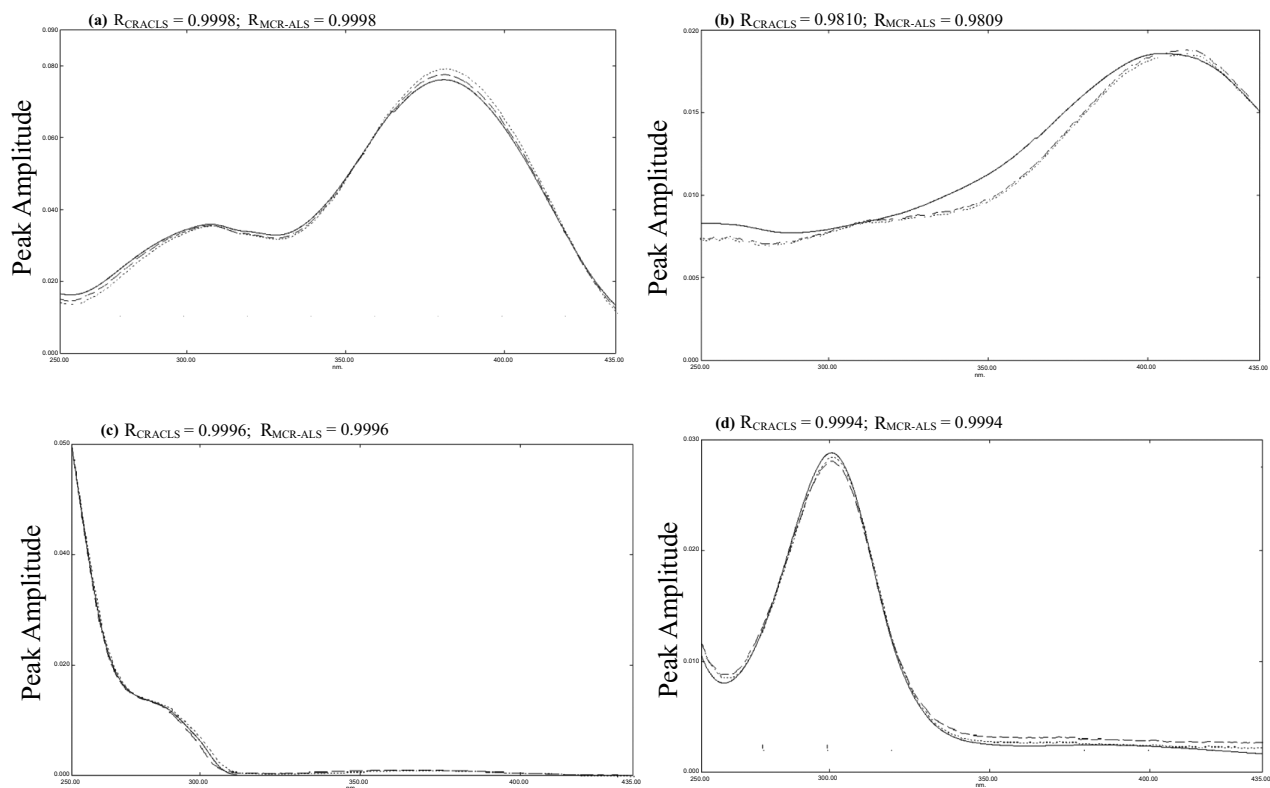 (a) R_CRACLS = 0.9998; R_MCR-ALS = 0.9998
Peak Amplitude
0.090
0.080
0.060
0.040
0.020
0.000
250.00 300.00 350.00 400.00 435.00
nm.
(b) R_CRACLS = 0.9810; R_MCR-ALS = 0.9809
Peak Amplitude
0.020
0.015
0.010
0.005
0.000
250.00 300.00 350.00 400.00 435.00
nm.
(c) R_CRACLS = 0.9996; R_MCR-ALS = 0.9996
Peak Amplitude
0.050
0.040
0.020
0.000
250.00 300.00 350.00 400.00 435.00
nm.
(d) R_CRACLS = 0.9994; R_MCR-ALS = 0.9994
Peak Amplitude
0.030
0.020
0.010
0.000
250.00 300.00 350.00 400.00 435.00
nm.